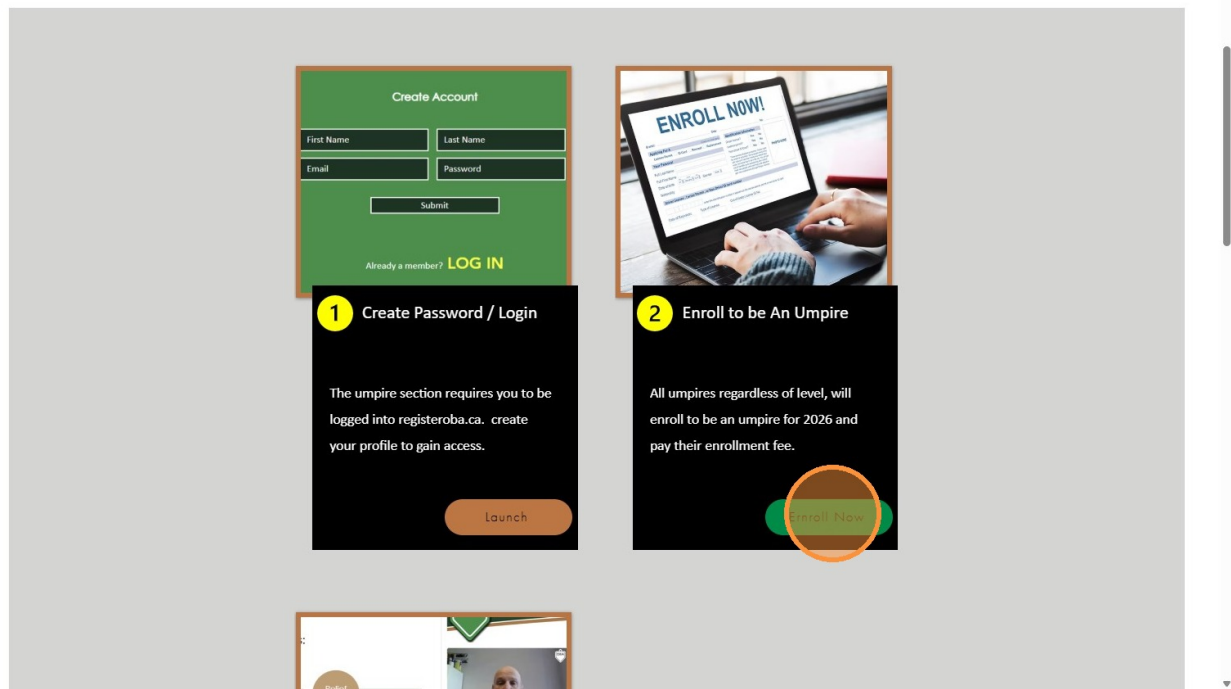 Create Account
First Name
Last Name
Email
Password
Submit
Already a member? LOG IN
ENROLL NOW!
1 Create Password / Login
The umpire section requires you to be
logged into registeroba.ca. create
your profile to gain access.
Launch
2 Enroll to be An Umpire
All umpires regardless of level, will
enroll to be an umpire for 2026 and
pay their enrollment fee.
Ernroll Now
s: